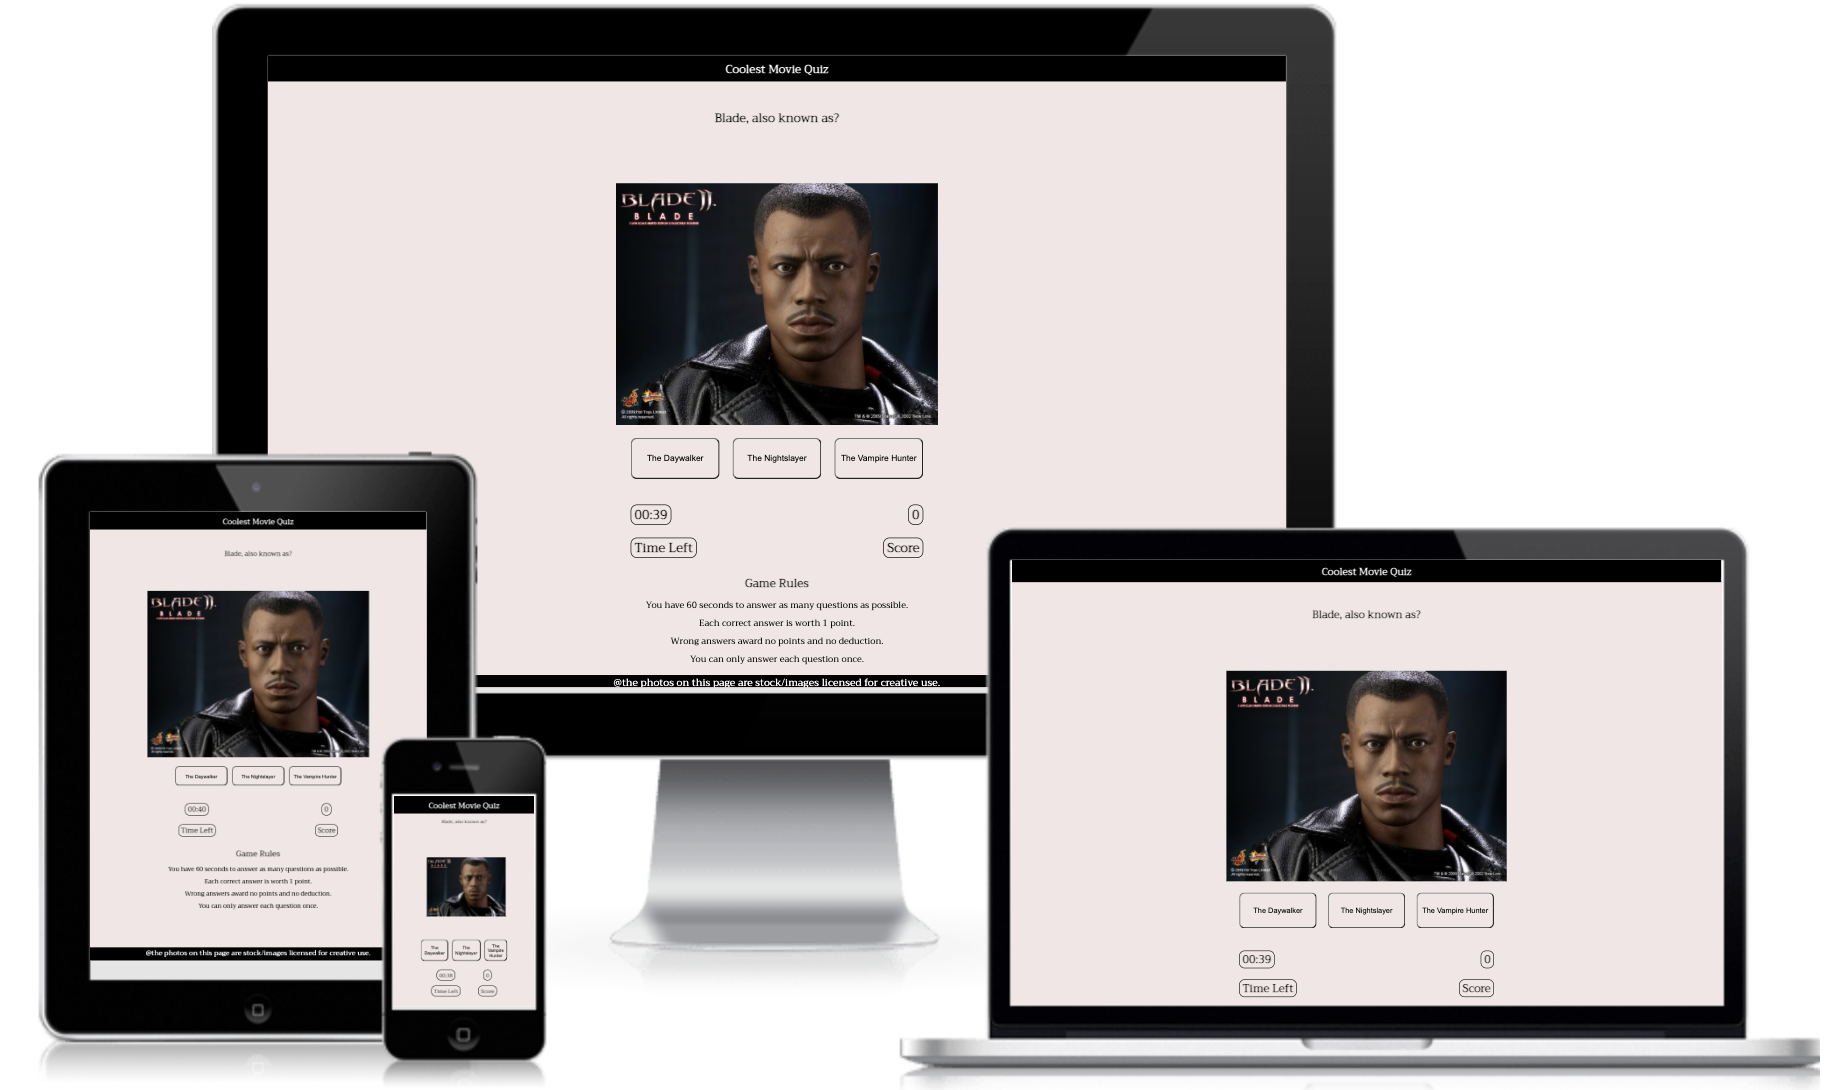 Coolest Movie Quiz
Blade, also known as?
BLADE II.
BLADE
The Daywalker
The Nightslayer
The Vampire Hunter
00:39
0
Time Left
Score
Game Rules
You have 60 seconds to answer as many questions as possible.
Each correct answer is worth 1 point.
Wrong answers award no points and no deduction.
You can only answer each question once.
@the photos on this page are stock/images licensed for creative use.
Coolest Movie Quiz
Blade, also known as?
BLADE II.
BLADE
The Daywalker
The Nightslayer
The Vampire Hunter
00:40
0
Time Left
Score
Game Rules
You have 60 seconds to answer as many questions as possible.
Each correct answer is worth 1 point.
Wrong answers award no points and no deduction.
You can only answer each question once.
@the photos on this page are stock/images licensed for creative use.
Coolest Movie Quiz
Blade, also known as?
The
Daywalker
The
Nightslayer
The
Vampire
Hunter
00:38
0
Time Left
Score
Coolest Movie Quiz
Blade, also known as?
BLADE II.
BLADE
The Daywalker
The Nightslayer
The Vampire Hunter
00:39
0
Time Left
Score